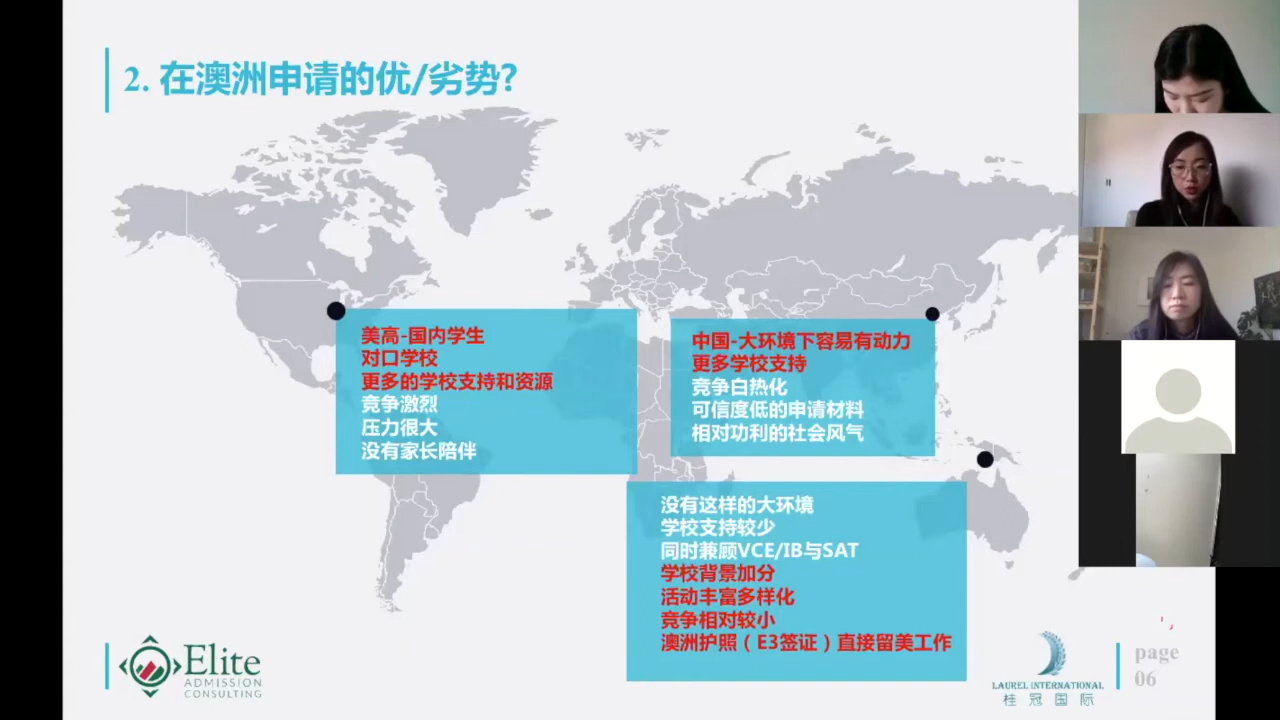 2. 在澳洲申请的优/劣势?
美高-国内学生
对口学校
更多的学校支持和资源
竞争激烈
压力很大
没有家长陪伴
中国-大环境下容易有动力
更多学校支持
竞争白热化
可信度低的申请材料
相对功利的社会风气
没有这样的大环境
学校支持较少
同时兼顾VCE/IB与SAT
学校背景加分
活动丰富多样化
竞争相对较小
澳洲护照（E3签证）直接留美工作
Elite
ADMISSION
CONSULTING
LAUREL INTERNATIONAL
桂冠国际
page
06